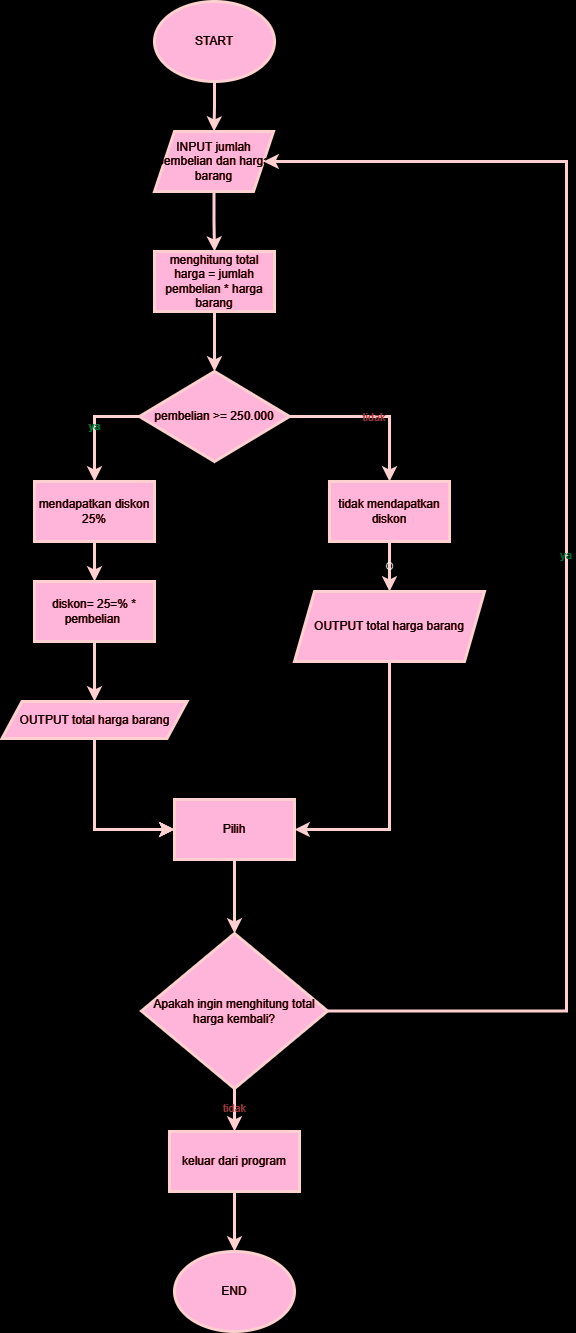 START
INPUT jumlah
embelian dan harg
barang
menghitung total
harga = jumlah
pembelian * harga
barang
pembelian >= 250.000
ya
tidak
mendapatkan diskon
25%
tidak mendapatkan
diskon
ya
diskon= 25=% *
pembelian
OUTPUT total harga barang
OUTPUT total harga barang
Pilih
Apakah ingin menghitung total
harga kembali?
tidak
keluar dari program
END